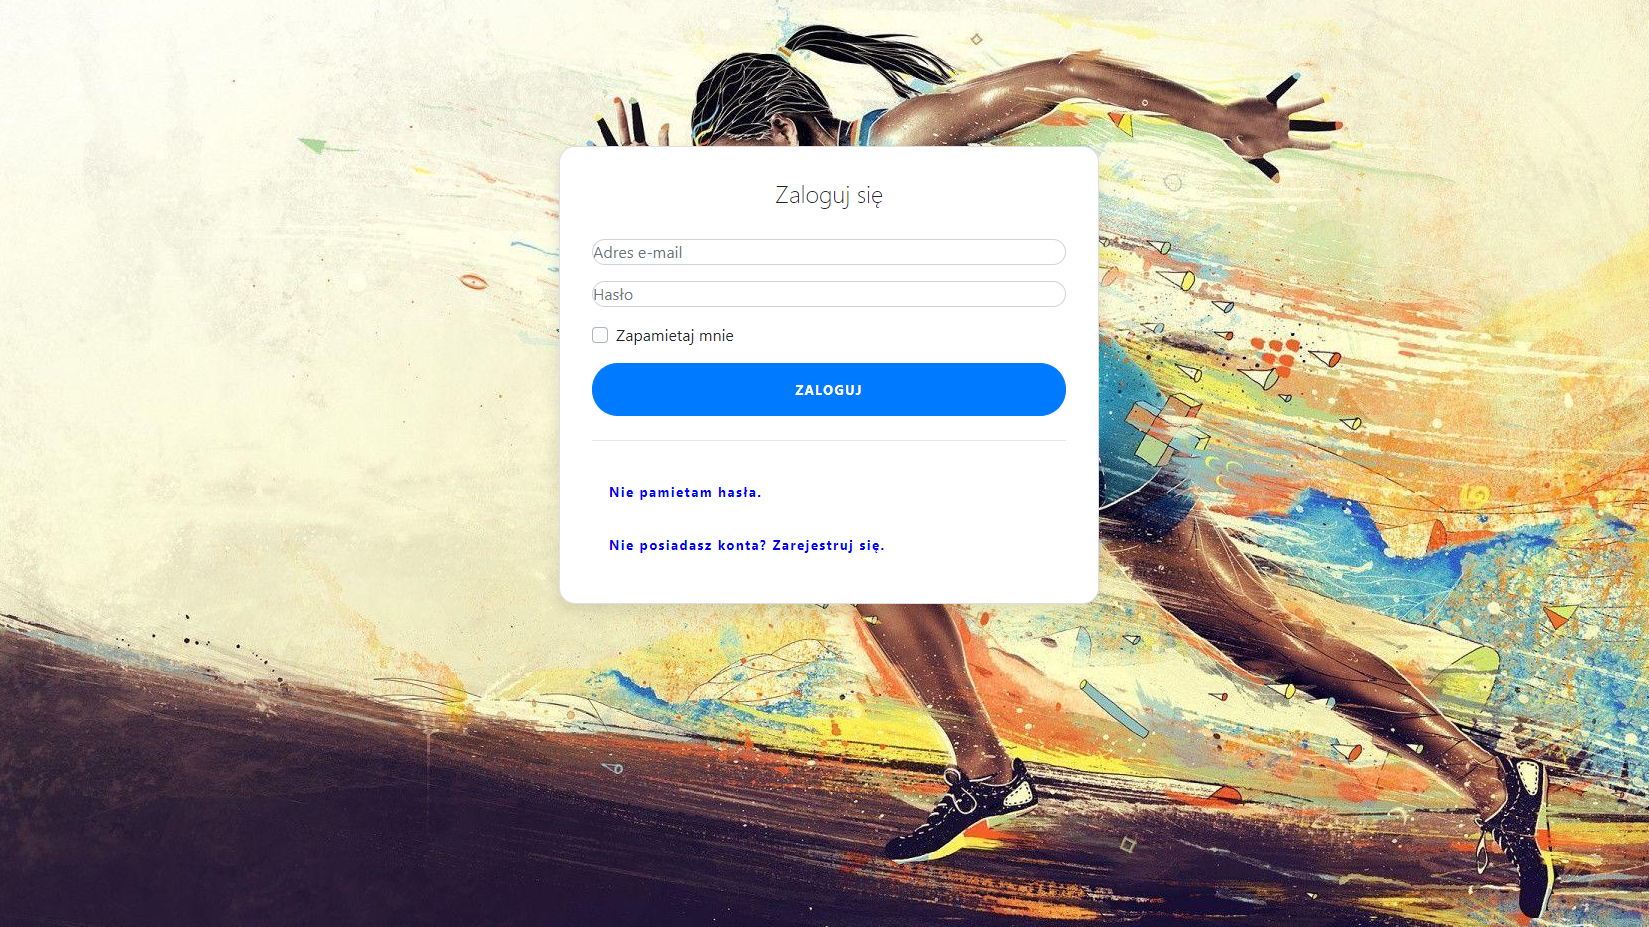 Zaloguj się
Adres e-mail
Hasło
Zapamietaj mnie
ZALOGUJ
Nie pamietam hasła.
Nie posiadasz konta? Zarejestruj się.